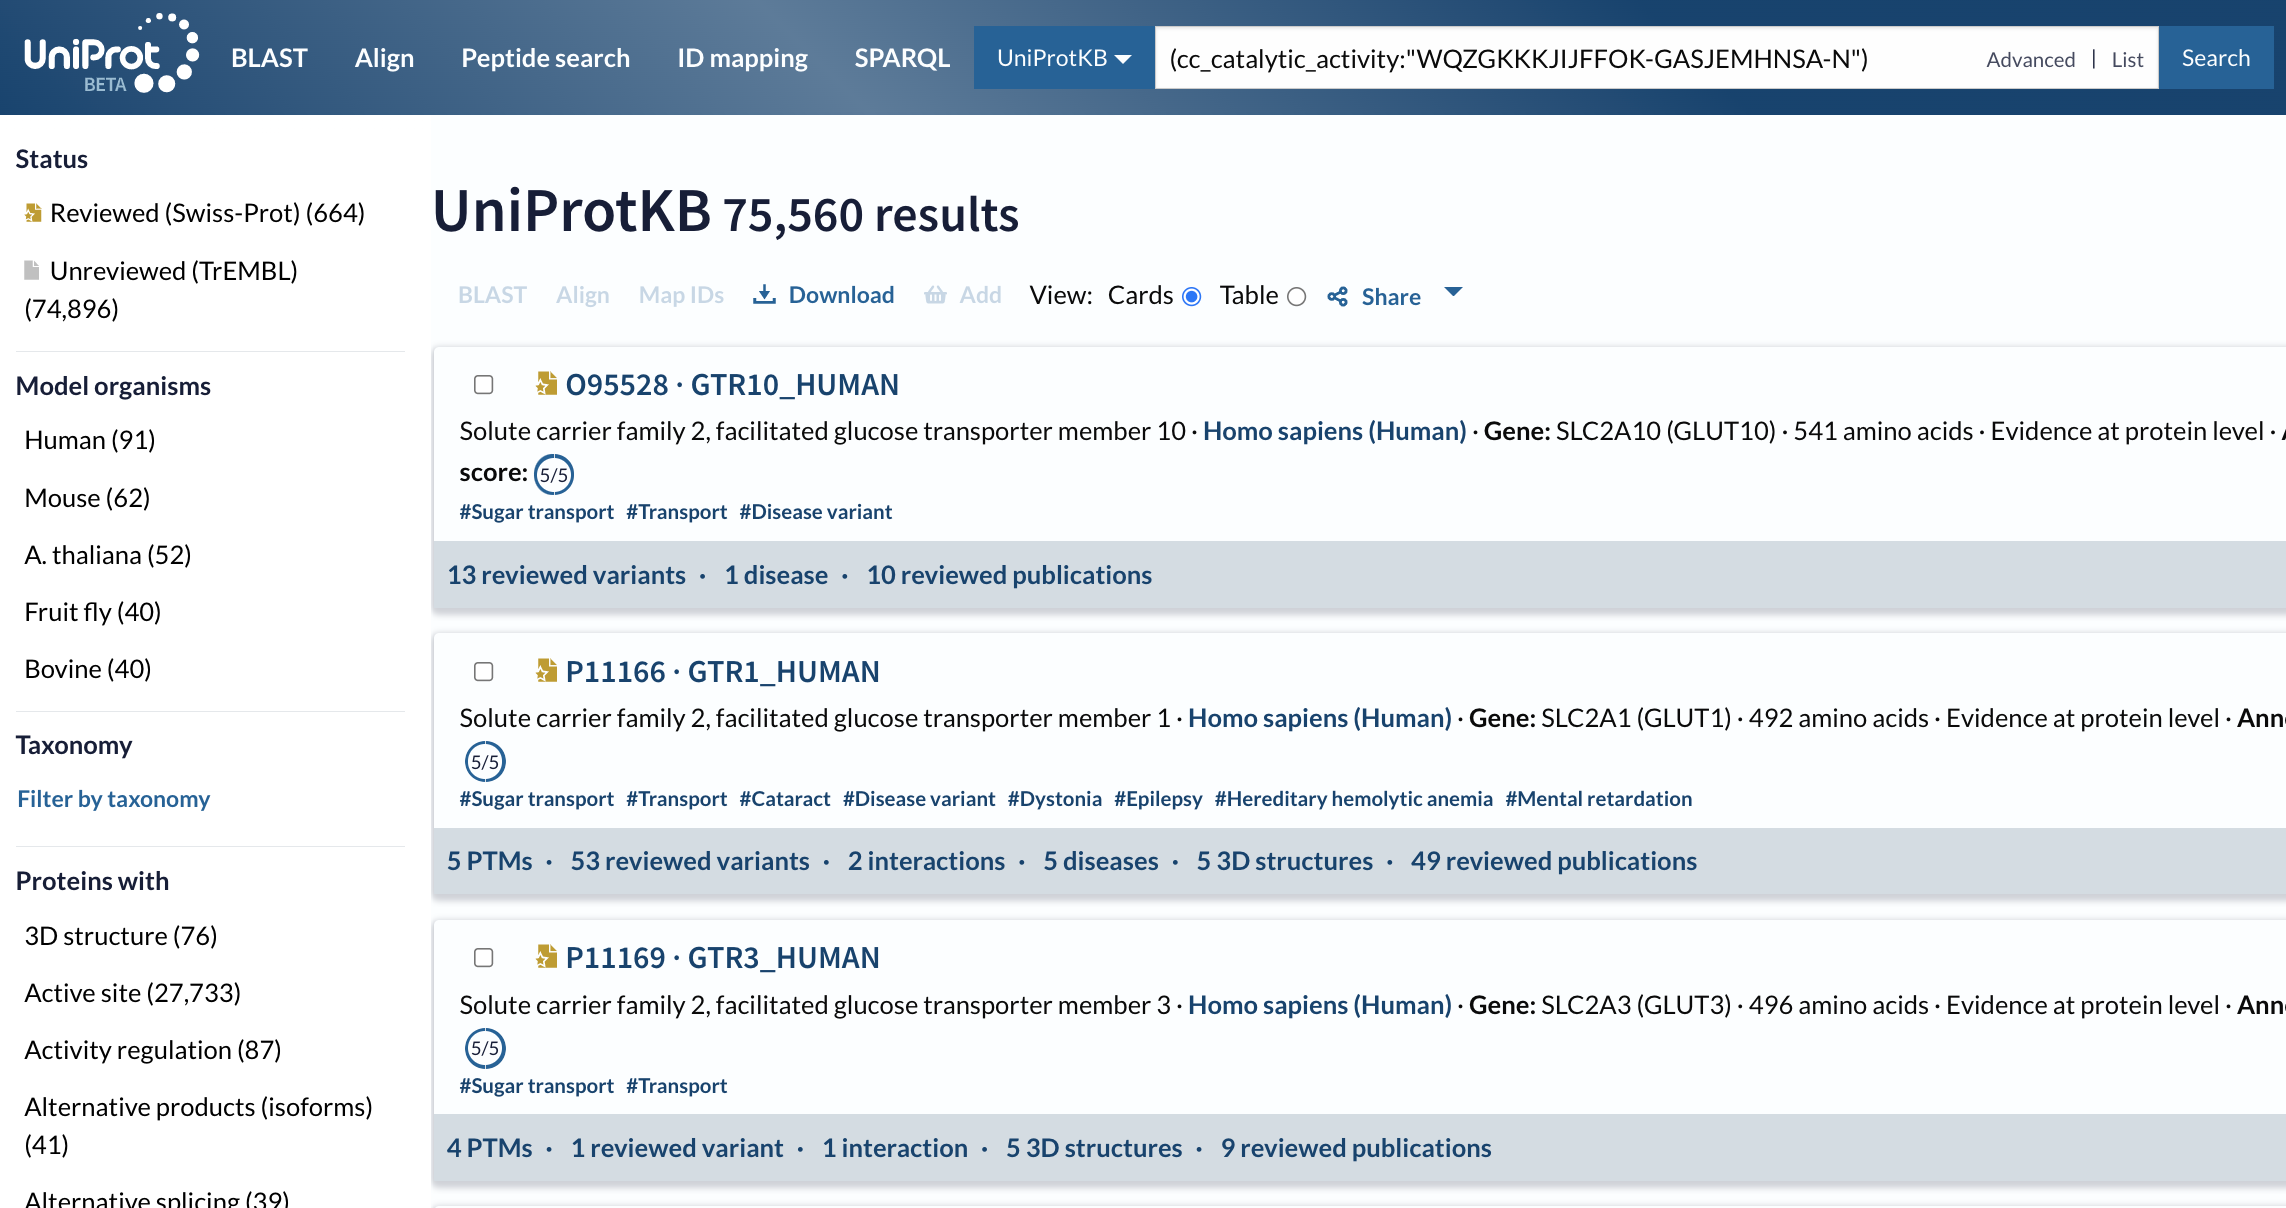 UniProt
BETA
BLAST Align Peptide search ID mapping SPARQL UniProtKB (cc_catalytic_activity:"WQZGKKKJIJFFOK-GASJEMHNSA-N") Advanced | List Search
Status
Reviewed (Swiss-Prot) (664)
Unreviewed (TrEMBL)
(74,896)
Model organisms
Human (91)
Mouse (62)
A. thaliana (52)
Fruit fly (40)
Bovine (40)
Taxonomy
Filter by taxonomy
Proteins with
3D structure (76)
Active site (27,733)
Activity regulation (87)
Alternative products (isoforms)
(41)
Alternative splicing (39)
UniProtKB 75,560 results
BLAST Align Map IDs Download Add View: Cards Table Share
O95528 · GTR10_HUMAN
Solute carrier family 2, facilitated glucose transporter member 10 · Homo sapiens (Human) · Gene: SLC2A10 (GLUT10) · 541 amino acids · Evidence at protein level ·
score: 5/5
#Sugar transport #Transport #Disease variant
13 reviewed variants · 1 disease · 10 reviewed publications
P11166 · GTR1_HUMAN
Solute carrier family 2, facilitated glucose transporter member 1 · Homo sapiens (Human) · Gene: SLC2A1 (GLUT1) · 492 amino acids · Evidence at protein level ·
5/5
#Sugar transport #Transport #Cataract #Disease variant #Dystonia #Epilepsy #Hereditary hemolytic anemia #Mental retardation
5 PTMs · 53 reviewed variants · 2 interactions · 5 diseases · 5 3D structures · 49 reviewed publications
P11169 · GTR3_HUMAN
Solute carrier family 2, facilitated glucose transporter member 3 · Homo sapiens (Human) · Gene: SLC2A3 (GLUT3) · 496 amino acids · Evidence at protein level ·
5/5
#Sugar transport #Transport
4 PTMs · 1 reviewed variant · 1 interaction · 5 3D structures · 9 reviewed publications